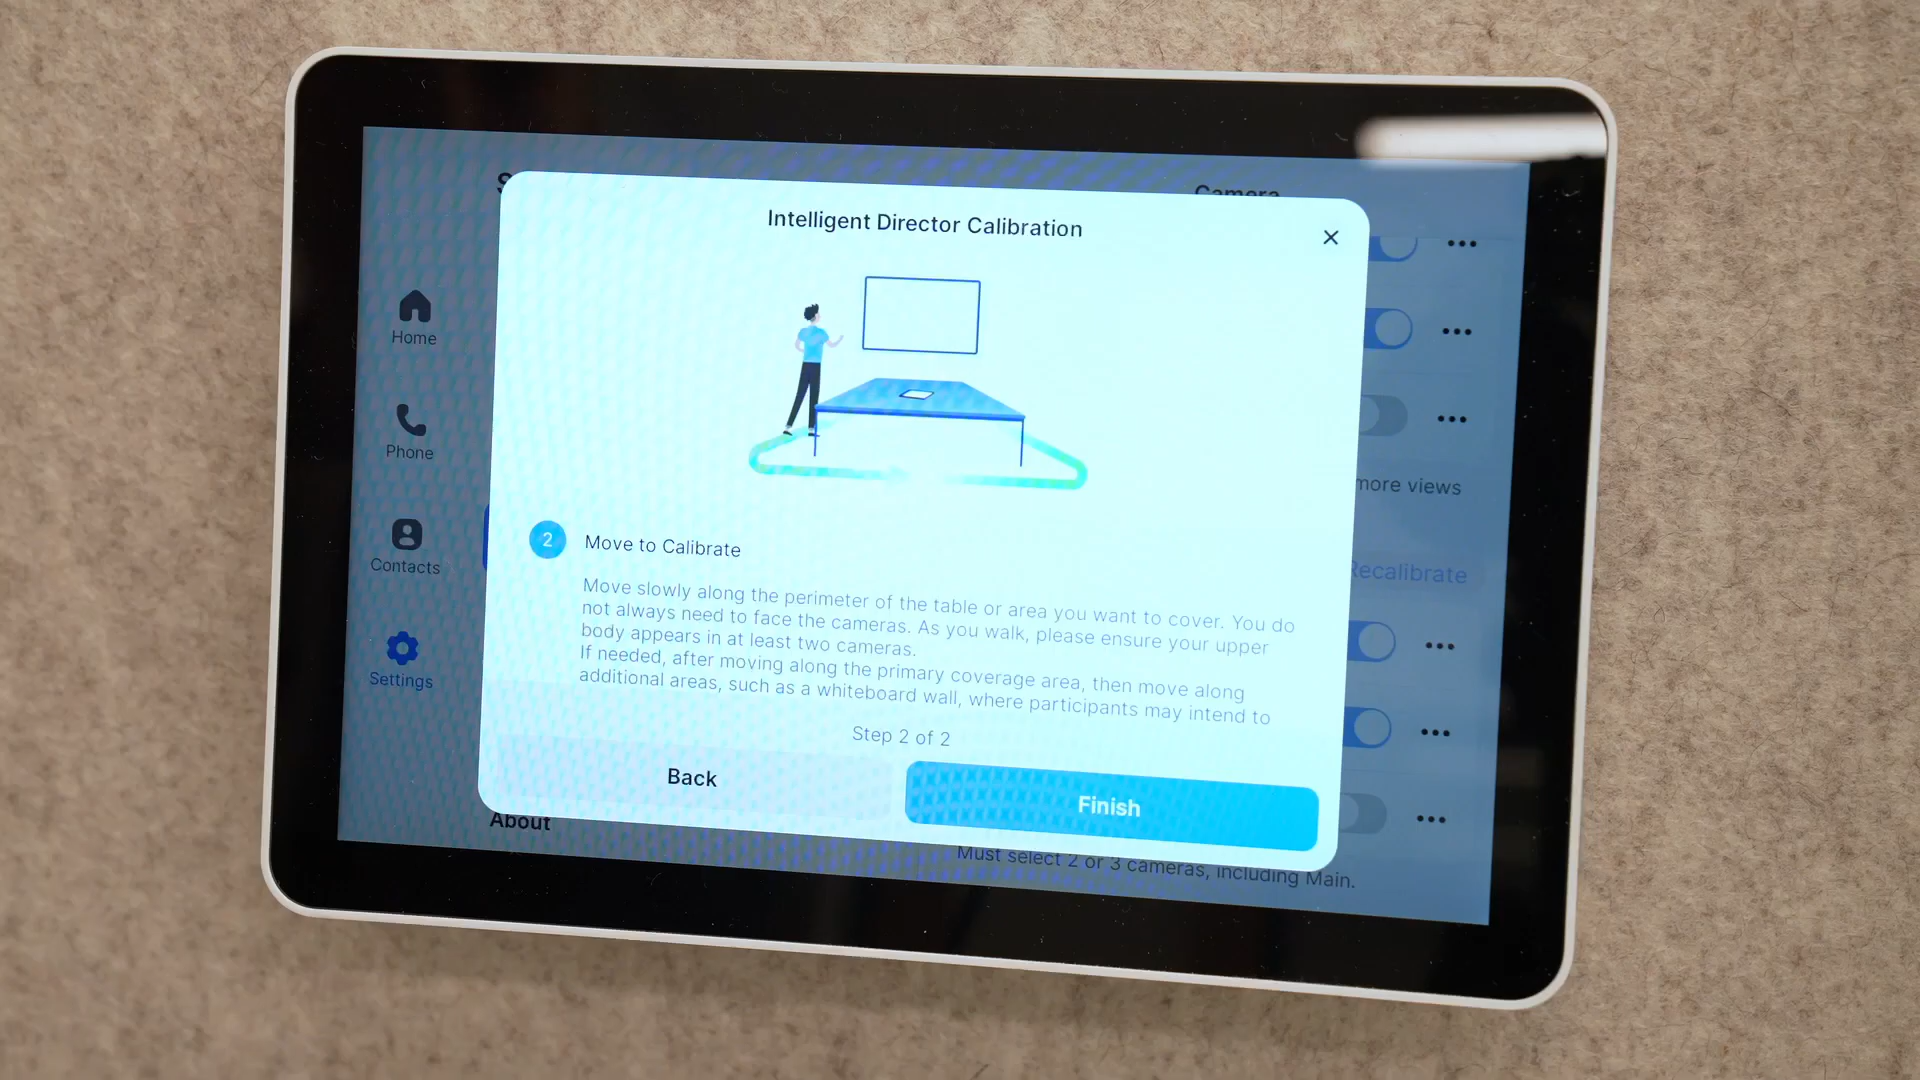 Camera
Intelligent Director Calibration
Home
Phone
Contacts
Settings
more views
Recalibrate
2 Move to Calibrate
Move slowly along the perimeter of the table or area you want to cover. You do
not always need to face the cameras. As you walk, please ensure your upper
body appears in at least two cameras.
If needed, after moving along the primary coverage area, then move along
additional areas, such as a whiteboard wall, where participants may intend to
Step 2 of 2
Back
Finish
About
Must select 2 or 3 cameras, including Main.